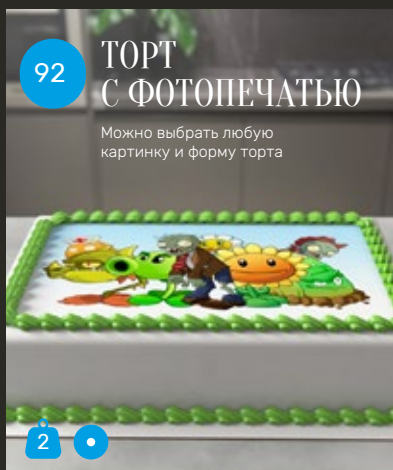 92
ТОРТ
С ФОТОПЕЧАТЬЮ
Можно выбрать любую
картинку и форму торта
2